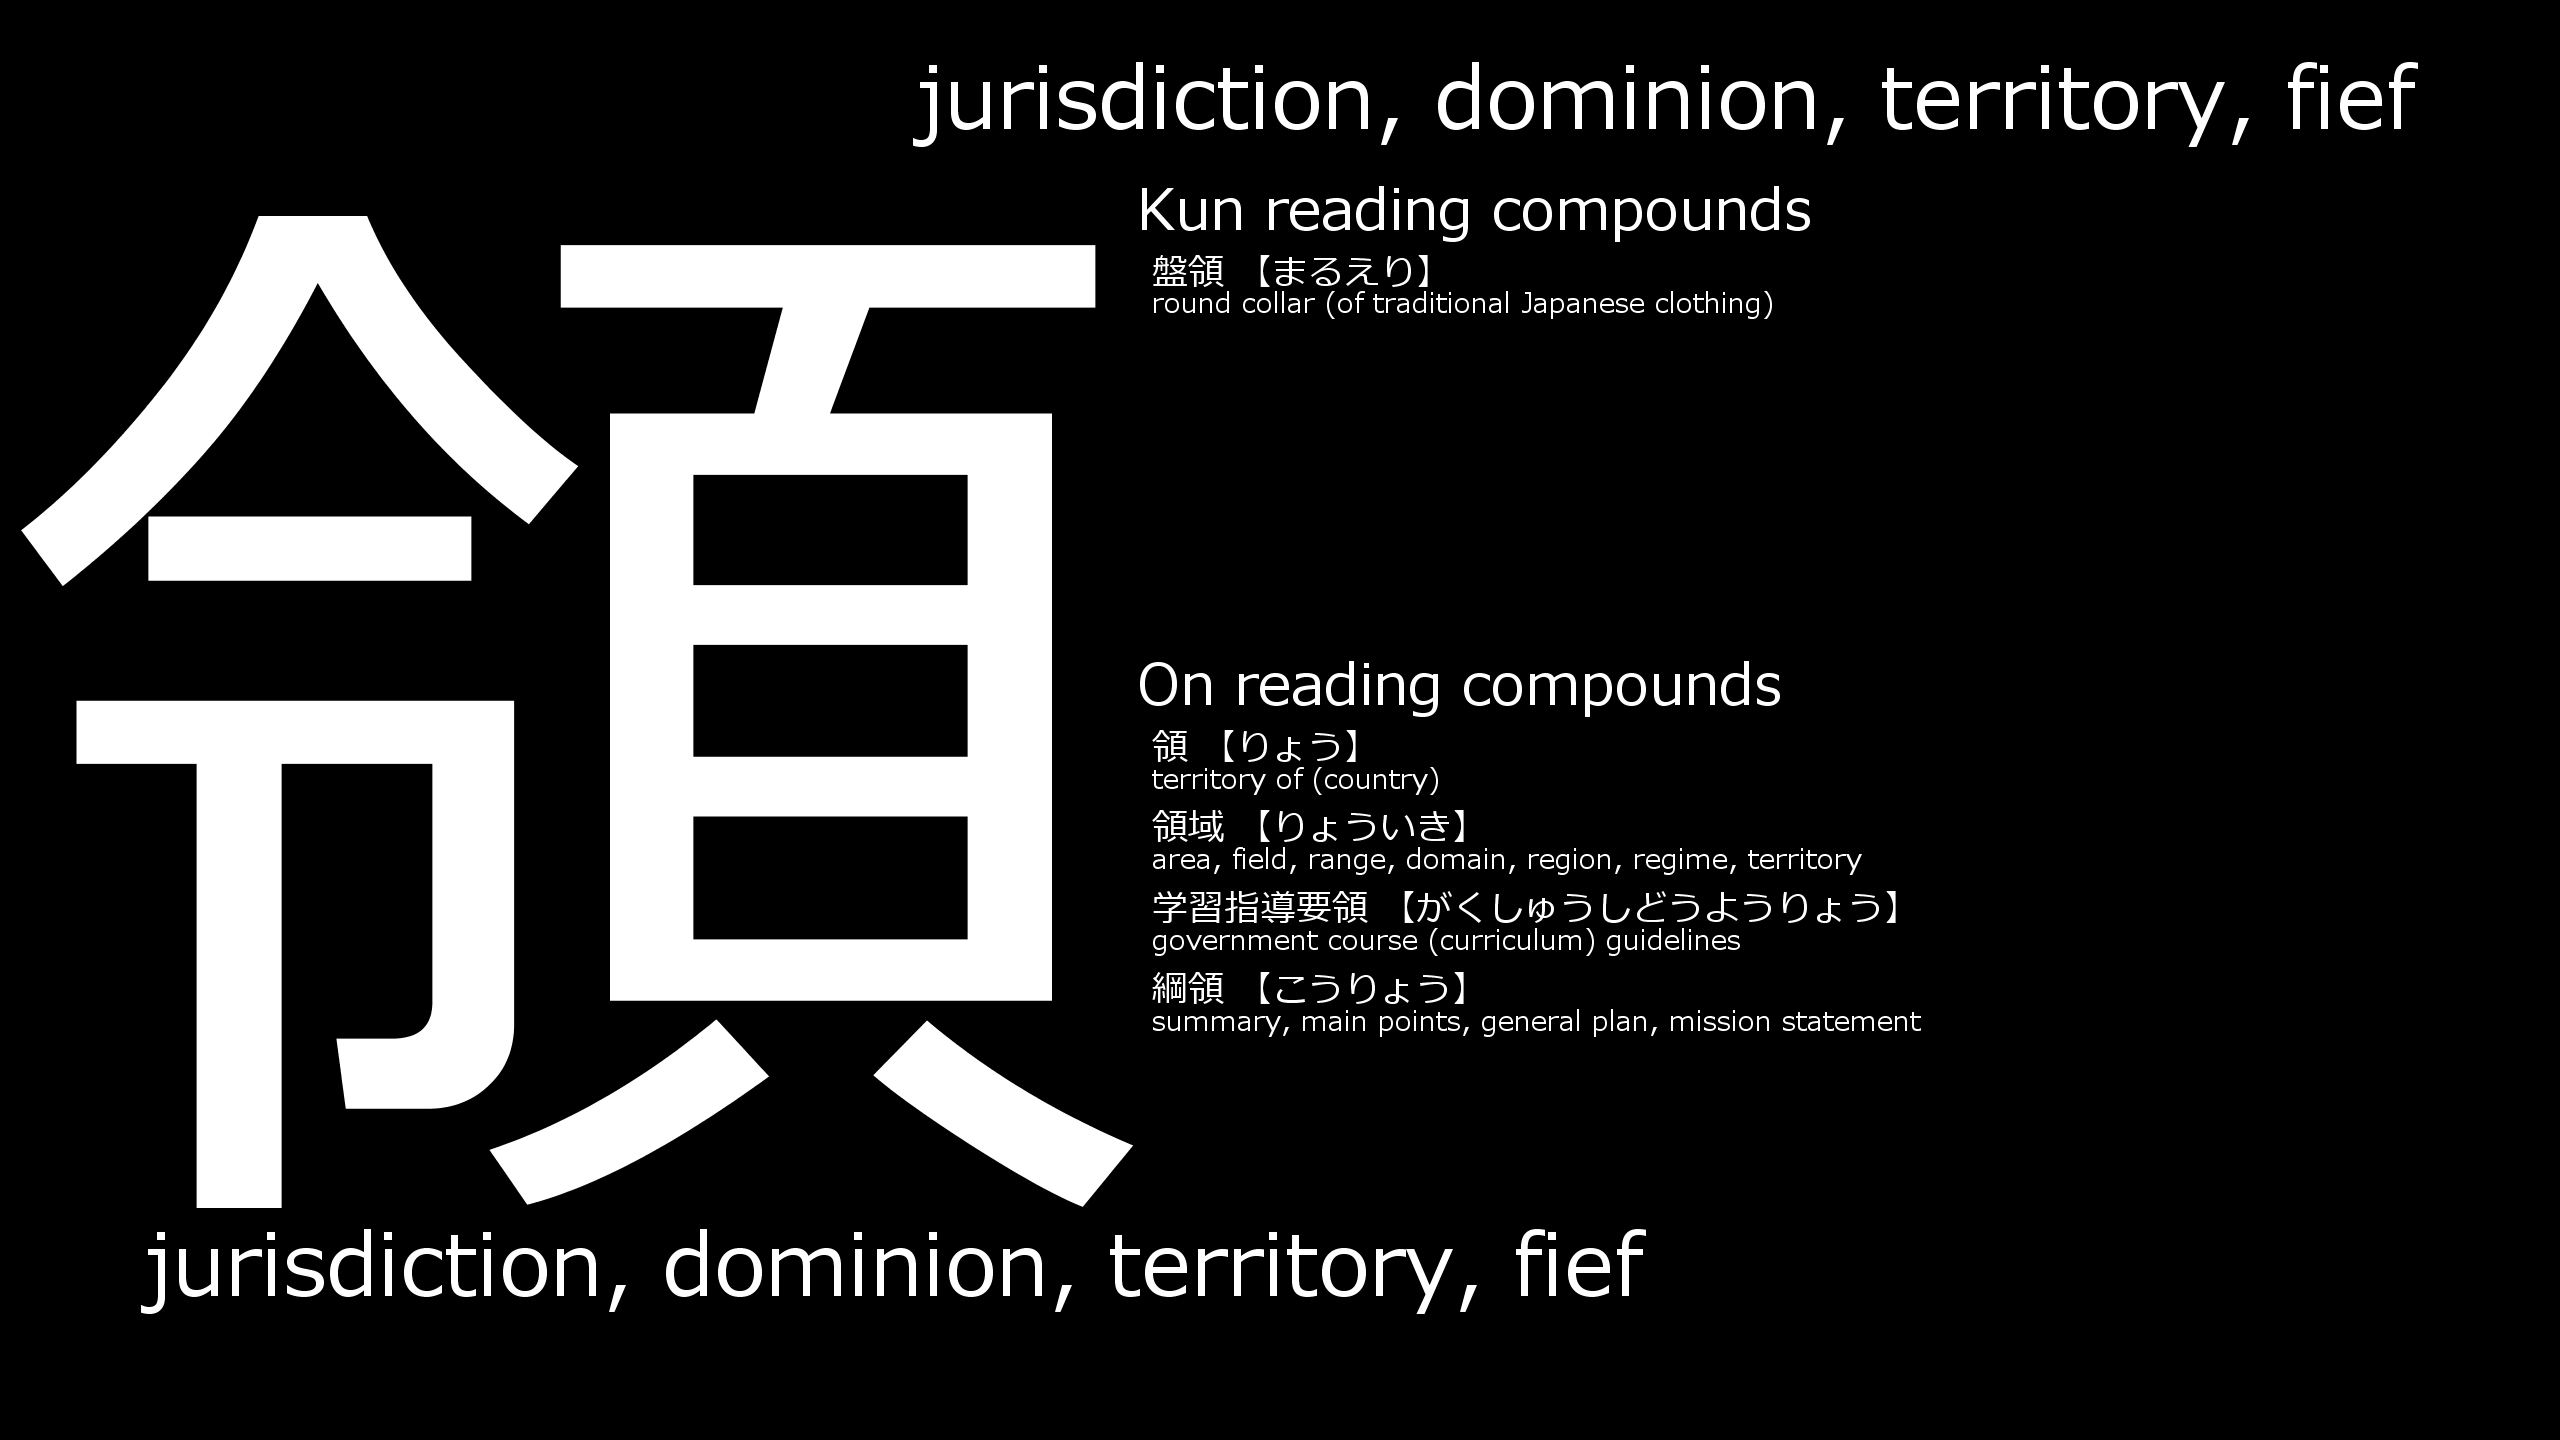 jurisdiction, dominion, territory, fief
領
Kun reading compounds
盤領 【まるえり】
round collar (of traditional Japanese clothing)
On reading compounds
領 【りょう】
territory of (country)
領域 【りょういき】
area, field, range, domain, region, regime, territory
学習指導要領 【がくしゅうしどうようりょう】
government course (curriculum) guidelines
綱領 【こうりょう】
summary, main points, general plan, mission statement
jurisdiction, dominion, territory, fief